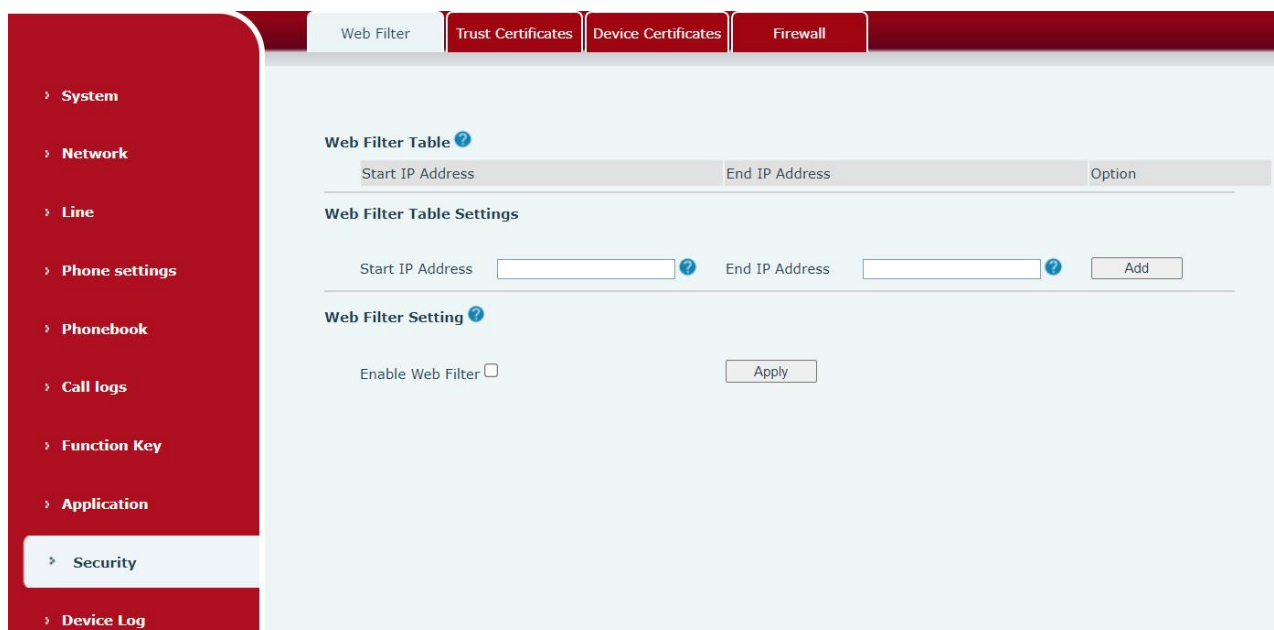 Web Filter Trust Certificates Device Certificates Firewall
System
Network
Line
Phone settings
Phonebook
Call logs
Function Key
Application
Security
Device Log
Web Filter Table ?
Start IP Address End IP Address Option
Web Filter Table Settings
Start IP Address ? End IP Address ? Add
Web Filter Setting ?
Enable Web Filter Apply